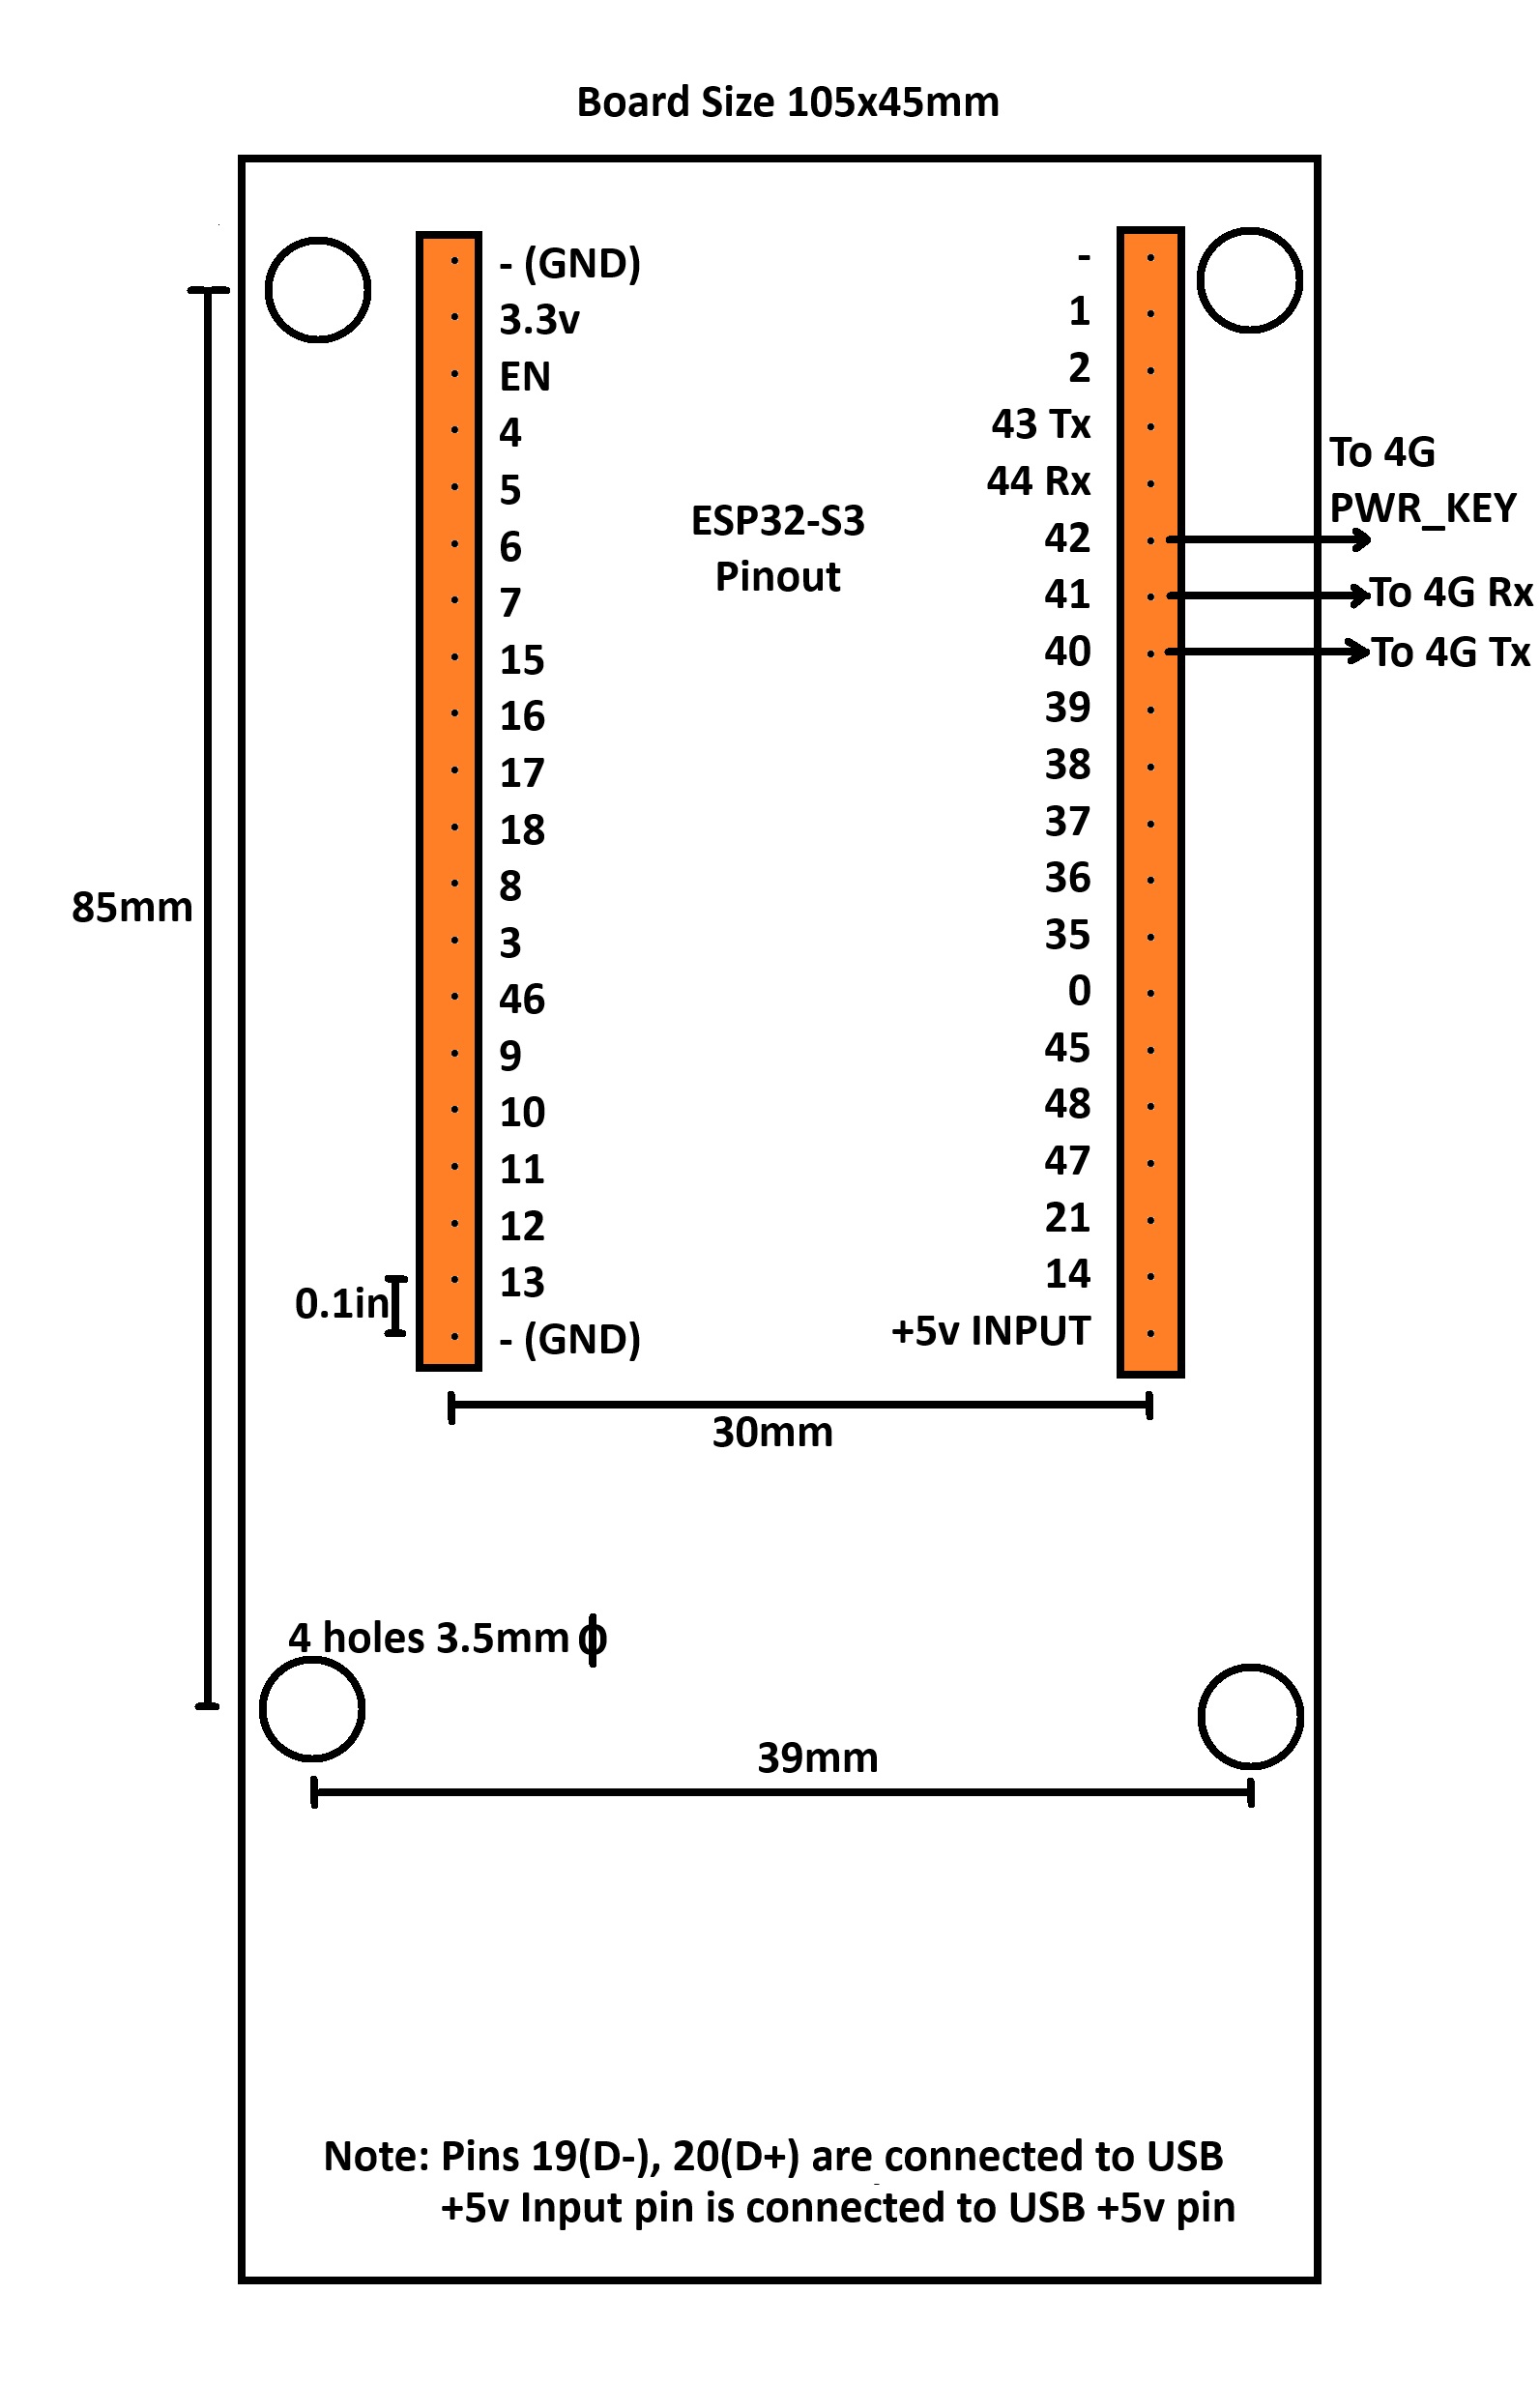 Board Size 105x45mm
- (GND)
3.3v
EN
4
5
6
7
15
16
17
18
8
3
46
9
10
11
12
13
- (GND)
ESP32-S3
Pinout
-
1
2
43 Tx
44 Rx
42
41
40
39
38
37
36
35
0
45
48
47
21
14
+5v INPUT
To 4G
PWR_KEY
To 4G Rx
To 4G Tx
85mm
0.1in
30mm
4 holes 3.5mm ϕ
39mm
Note: Pins 19(D-), 20(D+) are connected to USB
+5v Input pin is connected to USB +5v pin